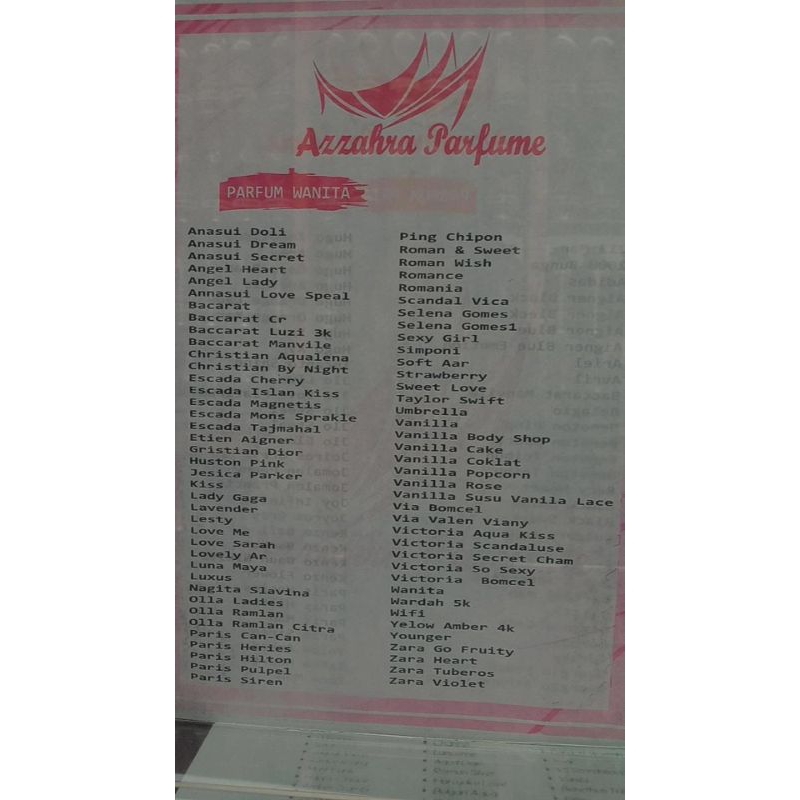 Azzahra Parfume
PARFUM WANITA
Anasui Doli
Anasui Dream
Anasui Secret
Angel Heart
Angel Lady
Annasui Love Speal
Bacarat
Baccarat Cr
Baccarat Luzi 3k
Baccarat Manvile
Christian Aqualena
Christian By Night
Escada Cherry
Escada Islan Kiss
Escada Magnetis
Escada Mons Sprakle
Escada Tajmahal
Etien Aigner
Gristian Dior
Huston Pink
Jesica Parker
Kiss
Lady Gaga
Lavender
Lesty
Love Me
Love Sarah
Lovely Ar
Luna Maya
Luxus
Nagita Slavina
Olla Ladies
Olla Ramlan
Olla Ramlan Citra
Paris Can-Can
Paris Heries
Paris Hilton
Paris Pulpel
Paris Siren
Ping Chipon
Roman & Sweet
Roman Wish
Romance
Romania
Scandal Vica
Selena Gomes
Selena Gomes1
Sexy Girl
Simponi
Soft Aar
Strawberry
Sweet Love
Taylor Swift
Umbrella
Vanilla
Vanilla Body Shop
Vanilla Cake
Vanilla Coklat
Vanilla Popcorn
Vanilla Rose
Vanilla Susu Vanila Lace
Via Bomcel
Via Valen Viany
Victoria Aqua Kiss
Victoria Scandaluse
Victoria Secret Cham
Victoria So Sexy
Victoria Bomcel
Wanita
Wardah 5k
Wifi
Yelow Amber 4k
Younger
Zara Go Fruity
Zara Heart
Zara Tuberos
Zara Violet